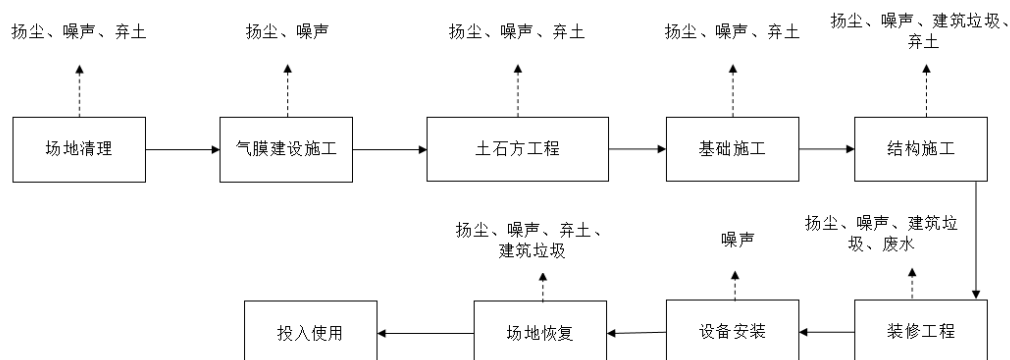 扬尘、噪声、弃土
扬尘、噪声
扬尘、噪声、弃土
扬尘、噪声、弃土
扬尘、噪声、建筑垃圾、
弃土
场地清理
气膜建设施工
土石方工程
基础施工
结构施工
扬尘、噪声、弃土、
建筑垃圾
噪声
扬尘、噪声、建筑垃
圾、废水
投入使用
场地恢复
设备安装
装修工程